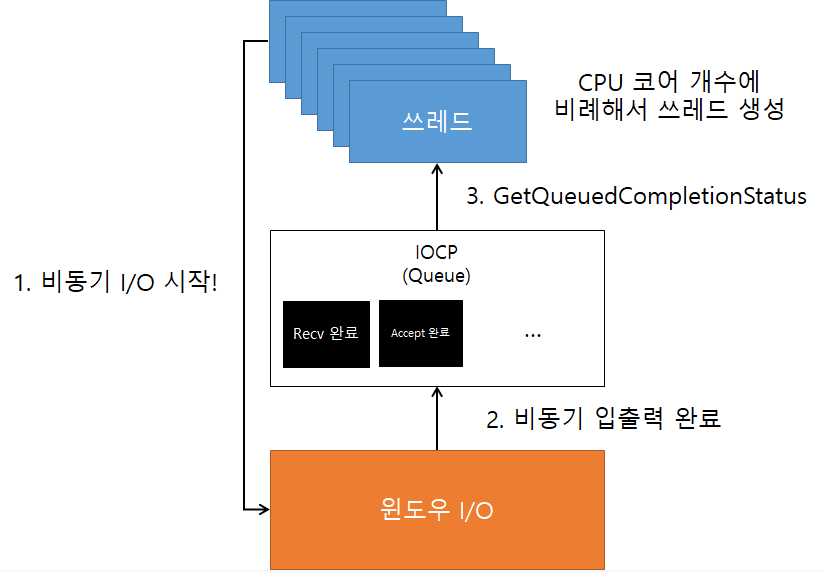 쓰레드
CPU 코어 개수에
비례해서 쓰레드 생성
3. GetQueuedCompletionStatus
IOCP
(Queue)
1. 비동기 I/O 시작!
Recv 완료
Accept 완료
...
2. 비동기 입출력 완료
윈도우 I/O